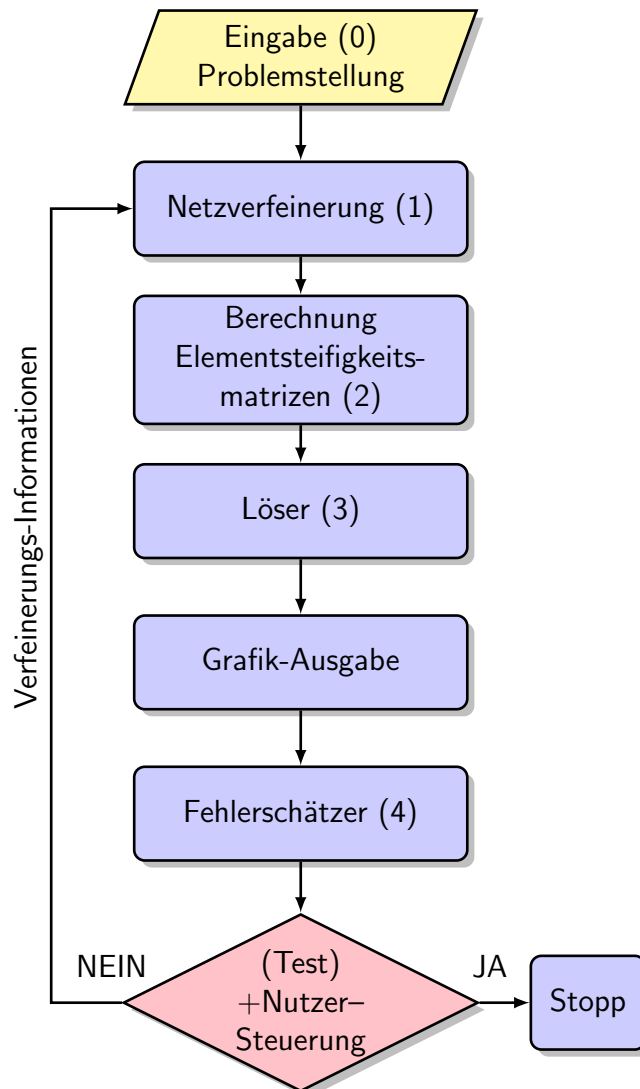 Eingabe (0)
Problemstellung
Netzverfeinerung (1)
Berechnung
Elementsteifigkeits-
matrizen (2)
Löser (3)
Grafik-Ausgabe
Fehlerschätzer (4)
Verfeinerungs-Informationen
NEIN
(Test)
+Nutzer–
Steuerung
JA
Stopp